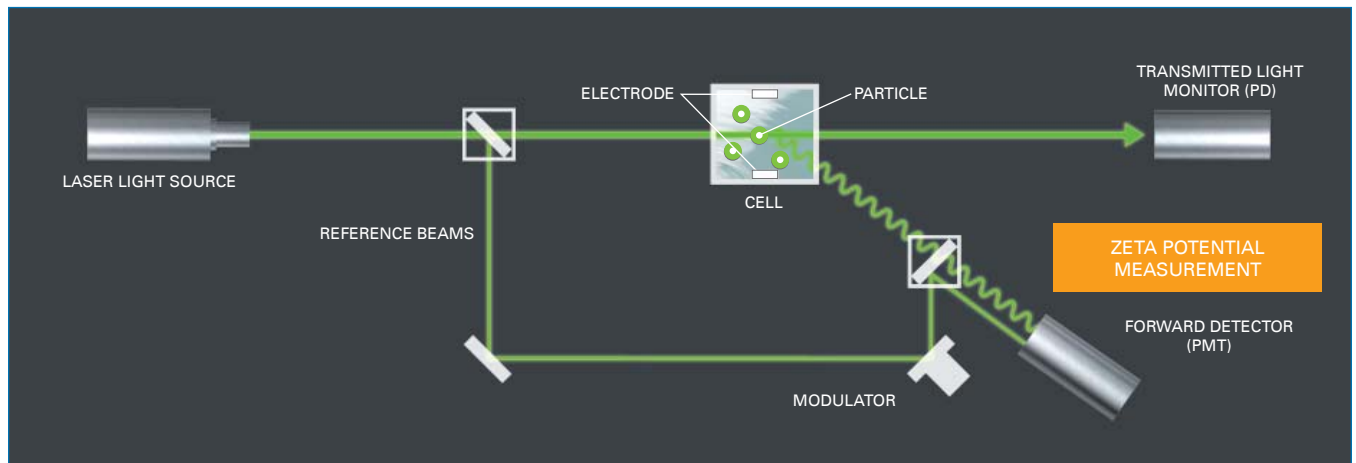 TRANSMITTED LIGHT
MONITOR (PD)
ELECTRODE
PARTICLE
LASER LIGHT SOURCE
CELL
REFERENCE BEAMS
ZETA POTENTIAL
MEASUREMENT
FORWARD DETECTOR
(PMT)
MODULATOR